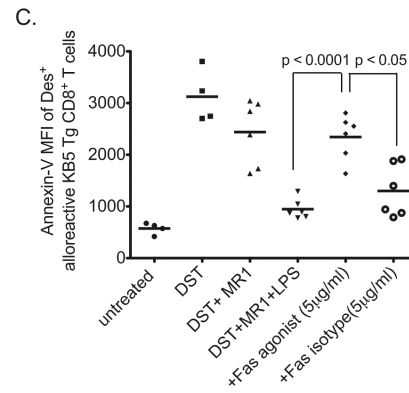 C.
Annexin-V MFI of Des⁺
alloreactive KB5 Tg CD8⁺ T cells
4000
3000
2000
1000
0
p < 0.0001
p < 0.05
untreated
DST
DST+ MR1
DST+MR1+LPS
+Fas agonist (5µg/ml)
+Fas isotype(5µg/ml)